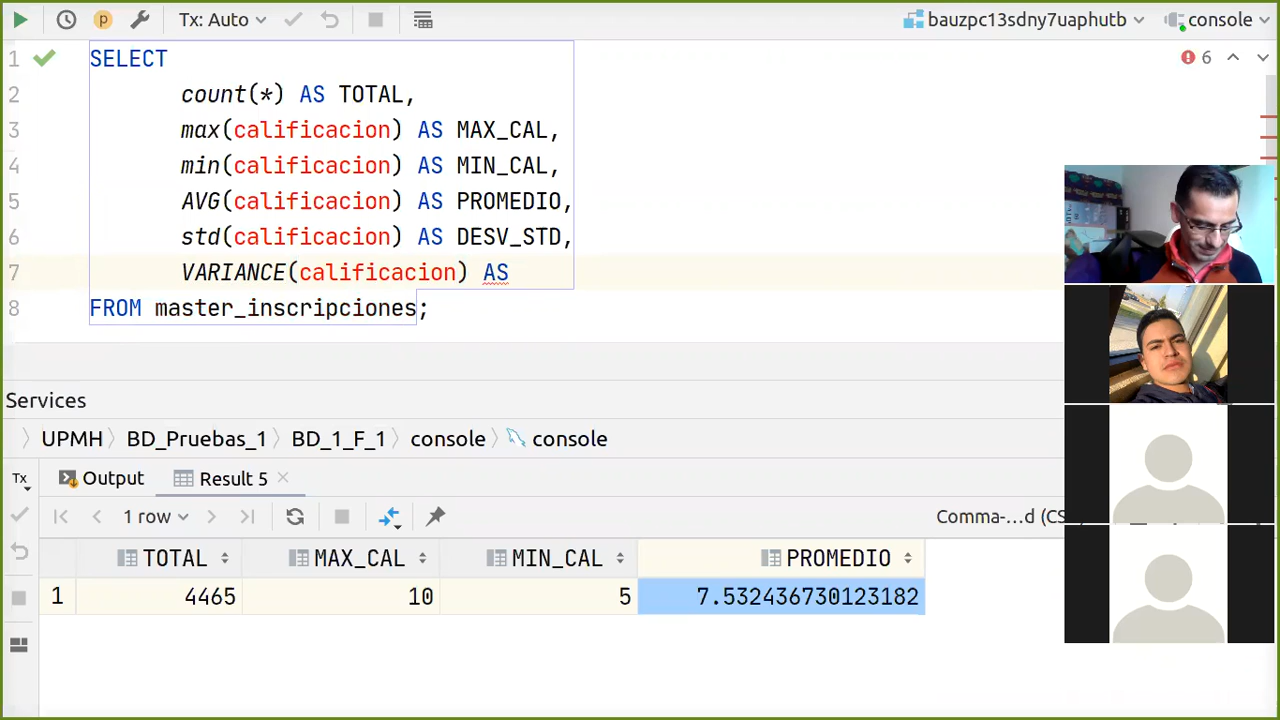 Tx: Auto
bauzpc13sdny7uaphutb
console
1 SELECT
6
2 count(*) AS TOTAL,
3 max(calificacion) AS MAX_CAL,
4 min(calificacion) AS MIN_CAL,
5 AVG(calificacion) AS PROMEDIO,
6 std(calificacion) AS DESV_STD,
7 VARIANCE(calificacion) AS
8 FROM master_inscripciones;
Services
UPMH BD_Pruebas_1 BD_1_F_1 console console
Tx Output Result 5
1 row Comma-...d (CS
TOTAL MAX_CAL MIN_CAL PROMEDIO
1 4465 10 5 7.532436730123182